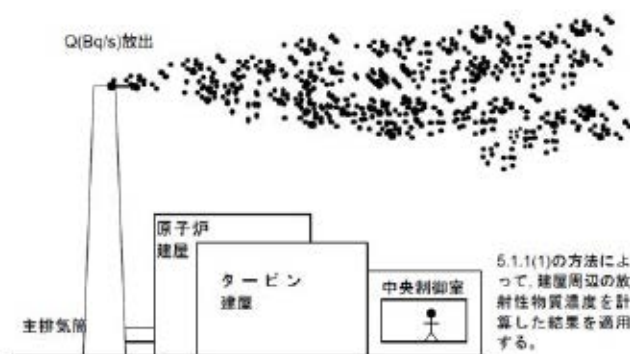 Q(Bq/s)放出
原子炉
建屋
タービン
建屋
中央制御室
主排気筒
5.1.1(1)の方法によ
って、建屋周辺の放
射性物質濃度を計
算した結果を適用
する。